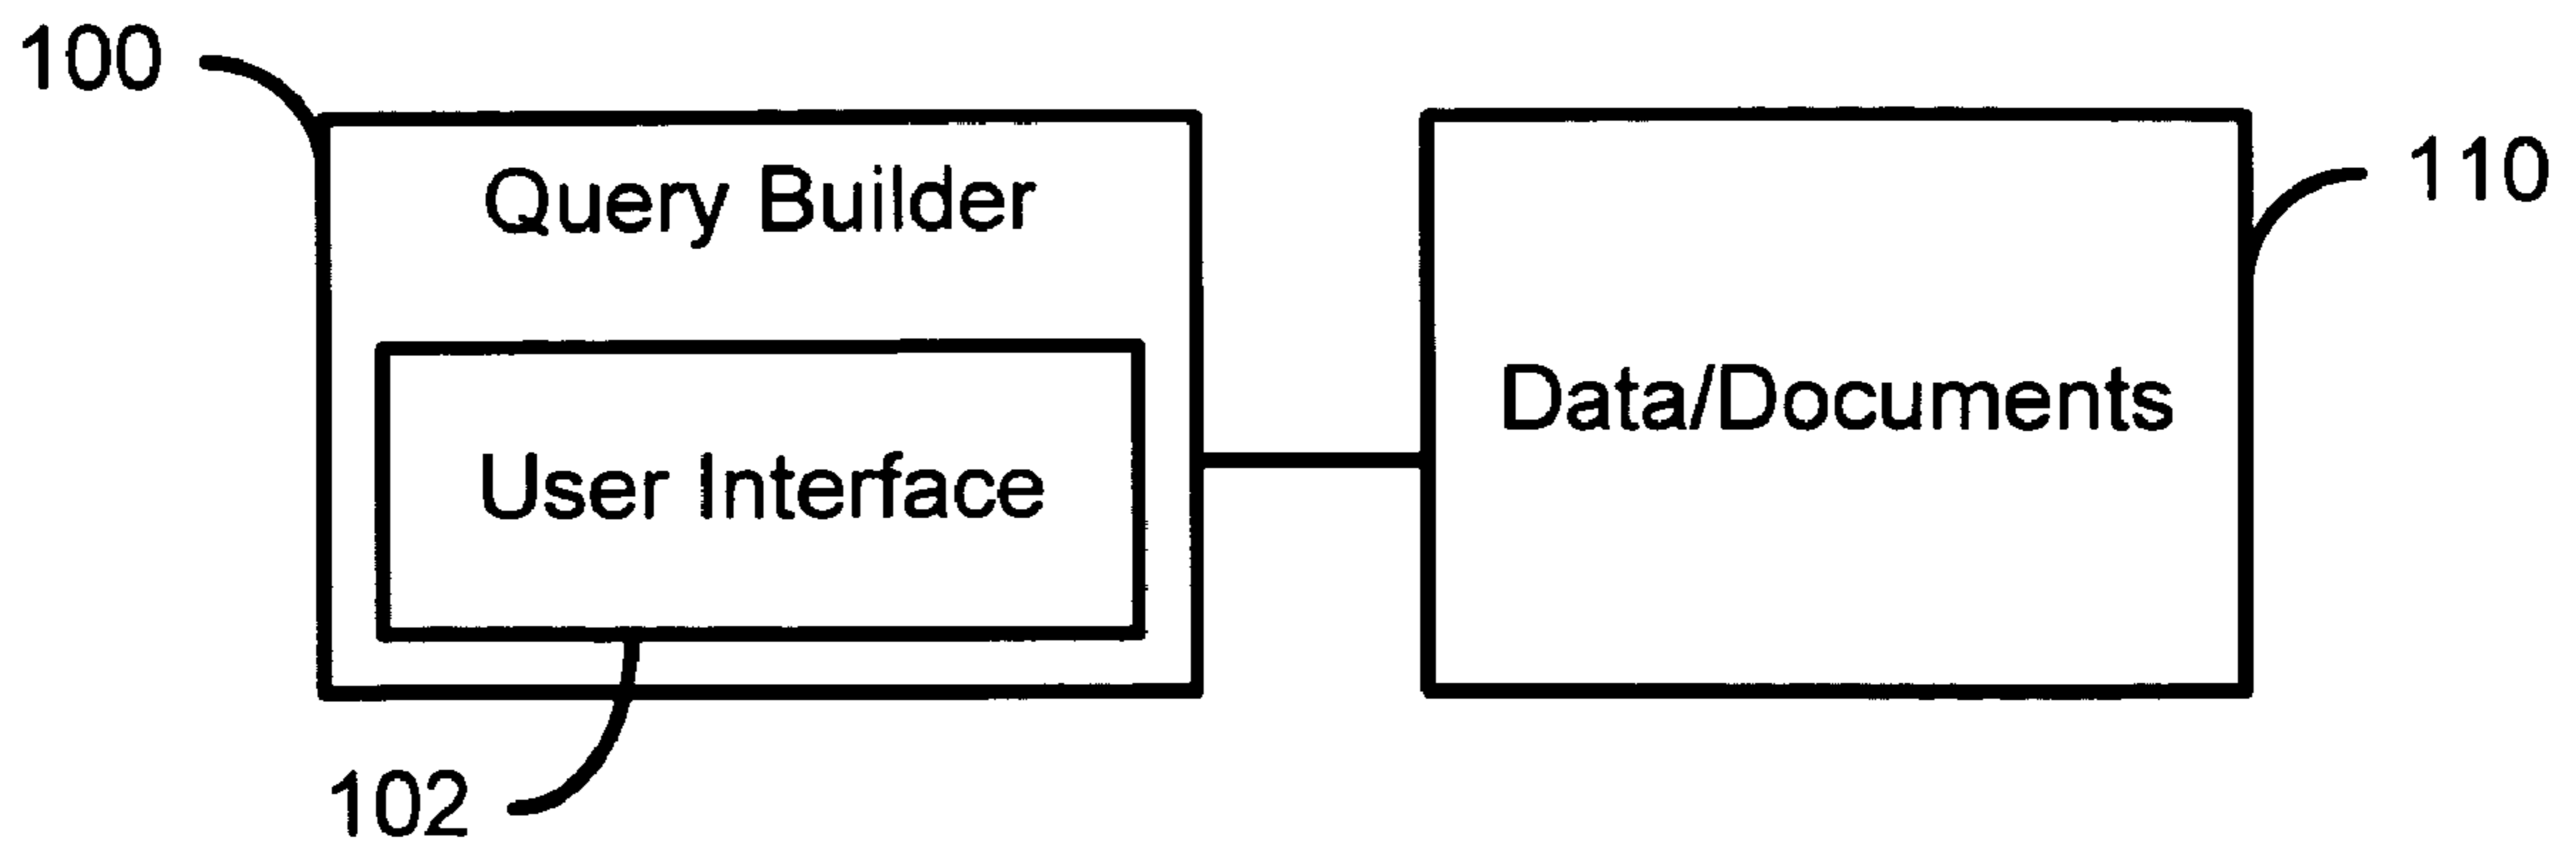 100
Query Builder
110
Data/Documents
User Interface
102